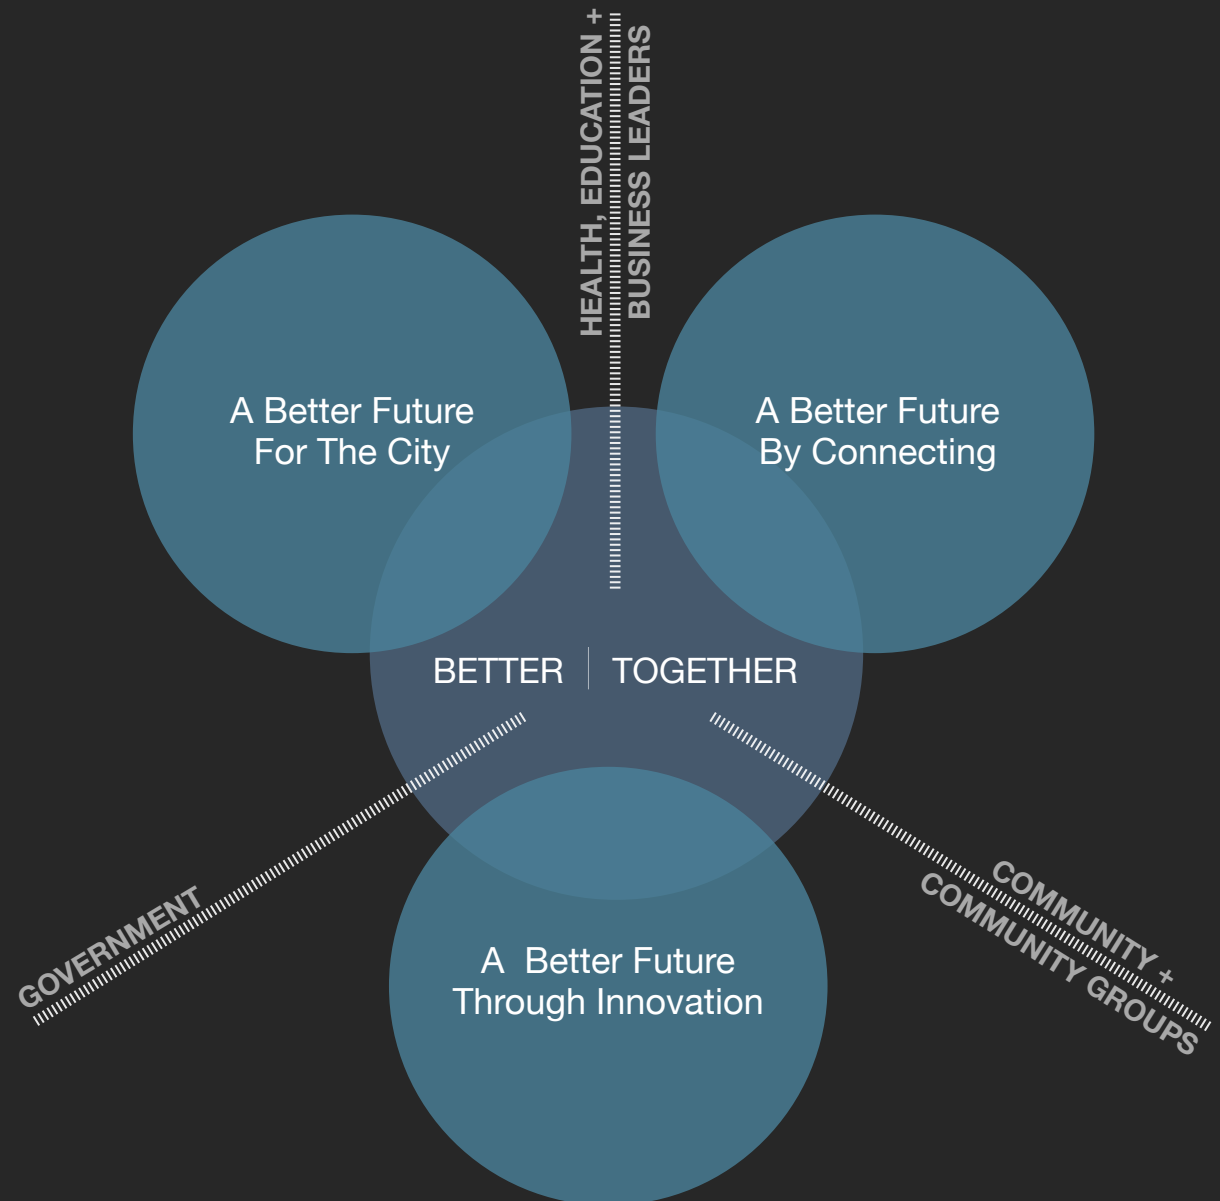 HEALTH, EDUCATION +
BUSINESS LEADERS
A Better Future
For The City
A Better Future
By Connecting
BETTER | TOGETHER
GOVERNMENT
COMMUNITY +
COMMUNITY GROUPS
A Better Future
Through Innovation